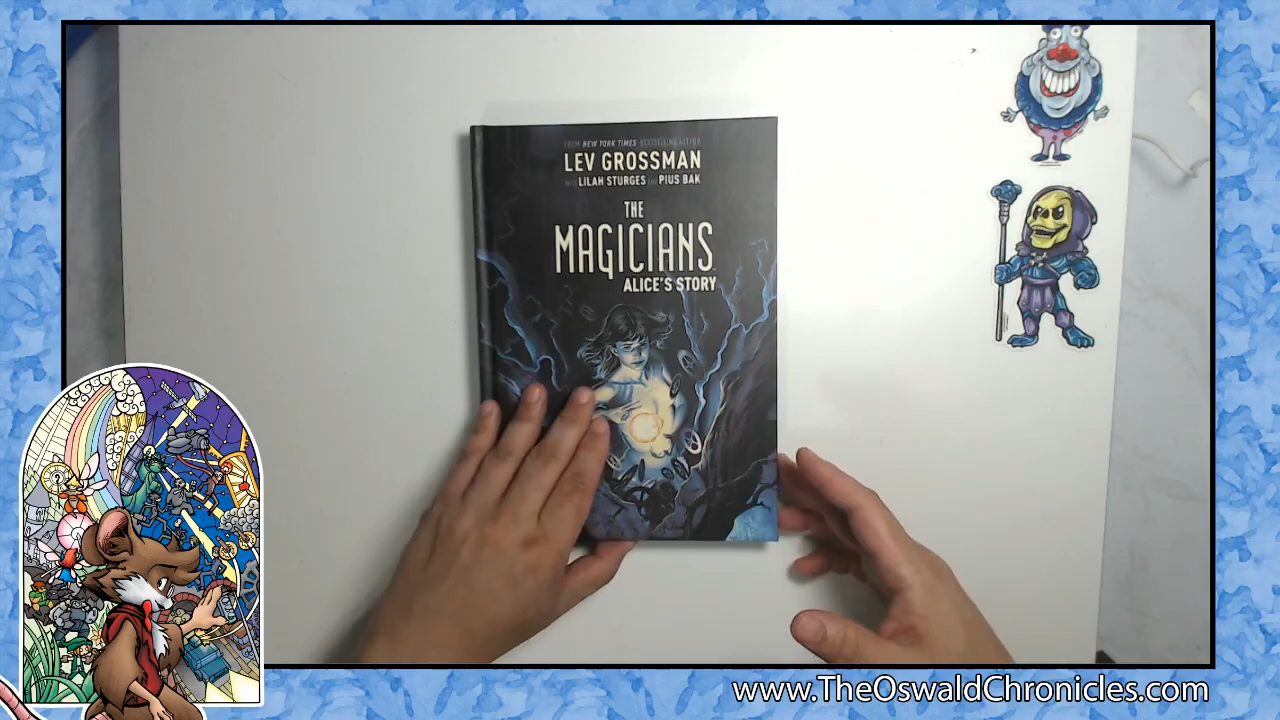 FROM NEW YORK TIMES BESTSELLING AUTHOR
LEV GROSSMAN
WITH LILAH STURGES AND PIUS BAK
THE
MAGICIANS
ALICE'S STORY
www.TheOswaldChronicles.com